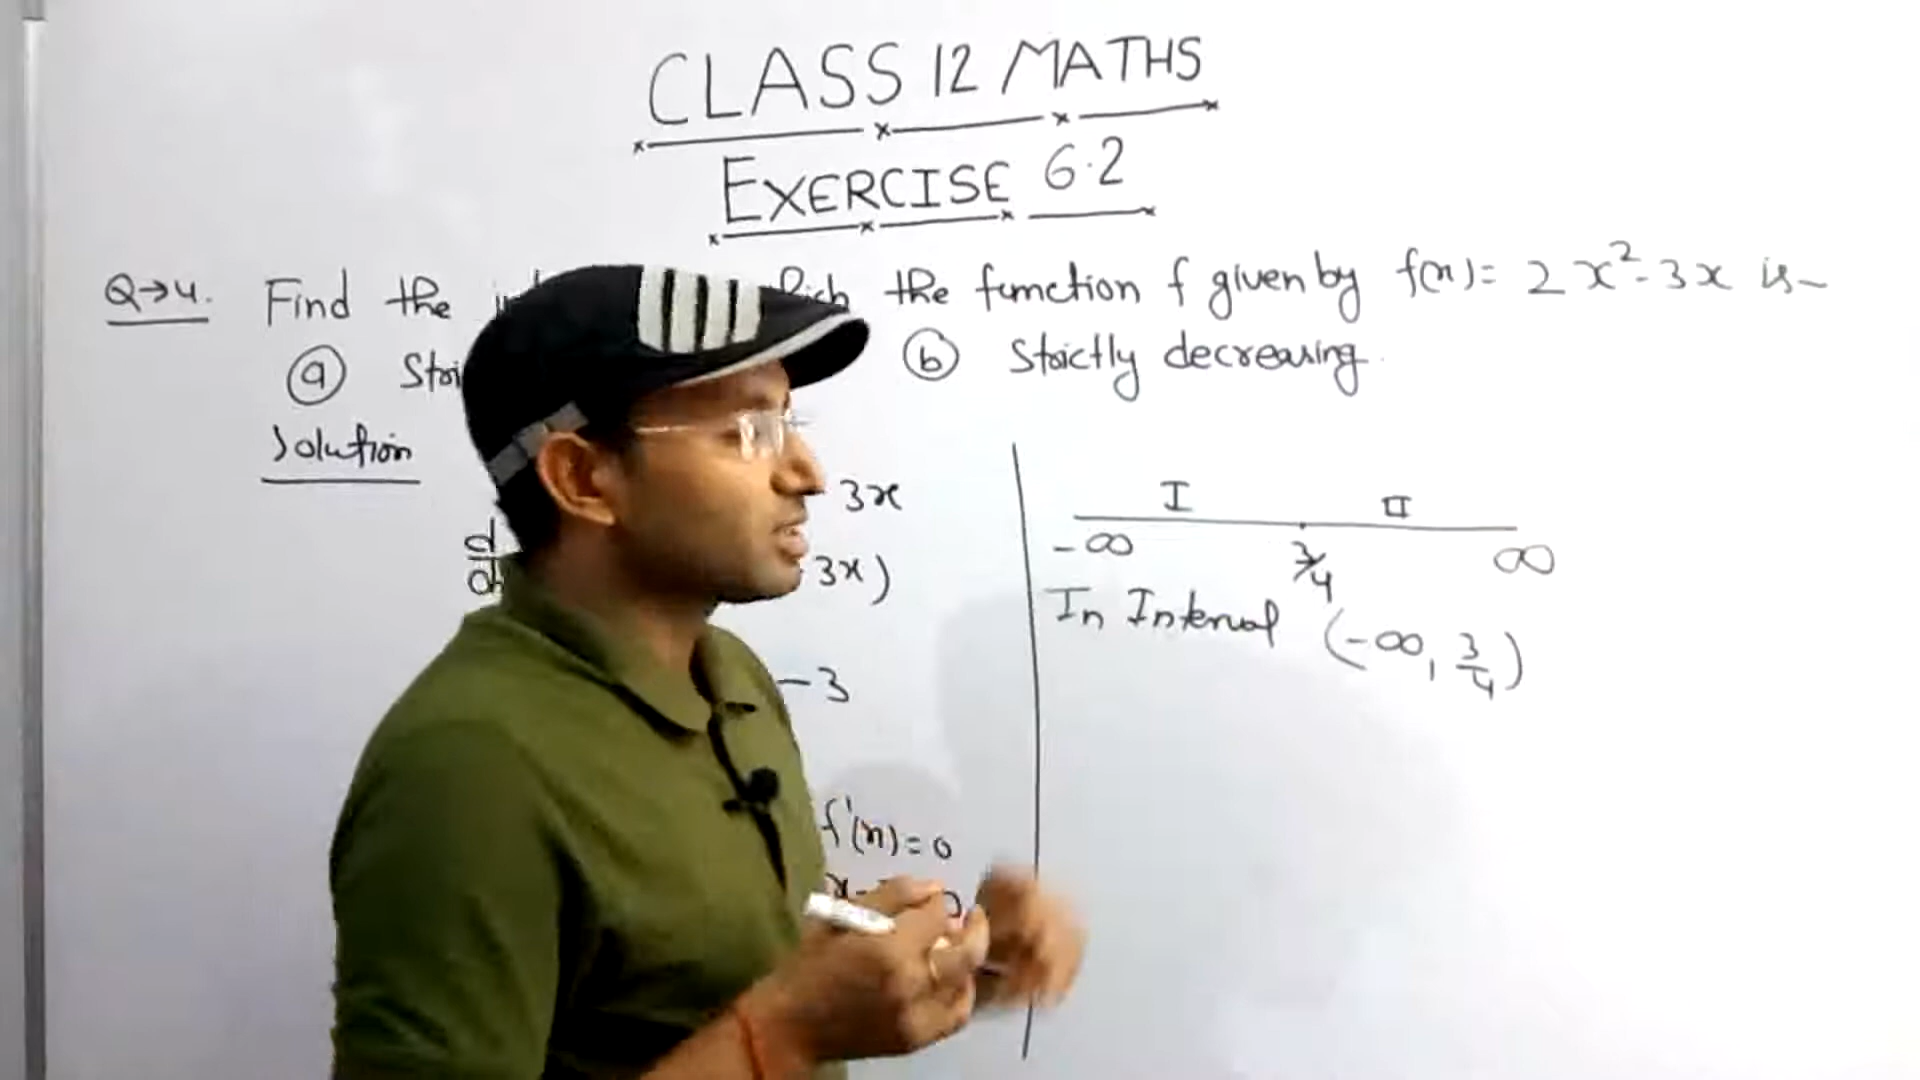 CLASS 12 MATHS
EXERCISE 6.2
Q→4. Find the the function f given by f(x) = 2x²-3x is-
(a) (b) Strictly decreasing.
Solution
3x
3x)
-3
f'(x)=0
I II
-∞ 3/4 ∞
In Interval (-∞, 3/4)